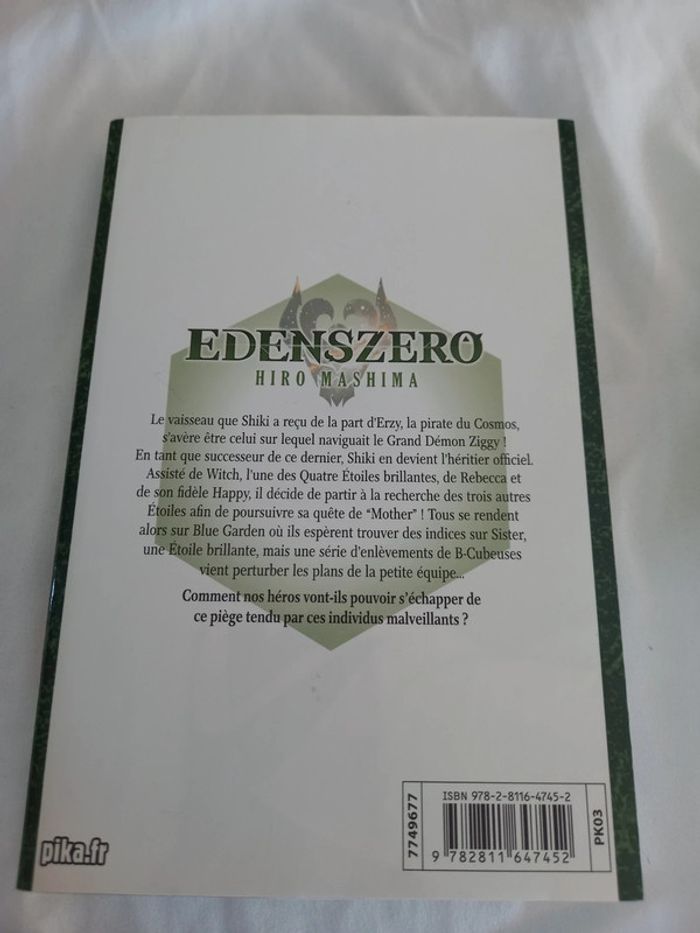 EDENSZERO
HIRO MASHIMA
Le vaisseau que Shiki a reçu de la part d'Erzy, la pirate du Cosmos,
s'avère être celui sur lequel naviguait le Grand Démon Ziggy !
En tant que successeur de ce dernier, Shiki en devient l'héritier officiel.
Assisté de Witch, l'une des Quatre Étoiles brillantes, de Rebecca et
de son fidèle Happy, il décide de partir à la recherche des trois autres
Étoiles afin de poursuivre sa quête de "Mother" ! Tous se rendent
alors sur Blue Garden où ils espèrent trouver des indices sur Sister,
une Étoile brillante, mais une série d'enlèvements de B-Cubeuses
vient perturber les plans de la petite équipe...
Comment nos héros vont-ils pouvoir s'échapper de
ce piège tendu par ces individus malveillants ?
pika.fr
7749677
ISBN 978-2-8116-4745-2
9 782811 647452
PK03